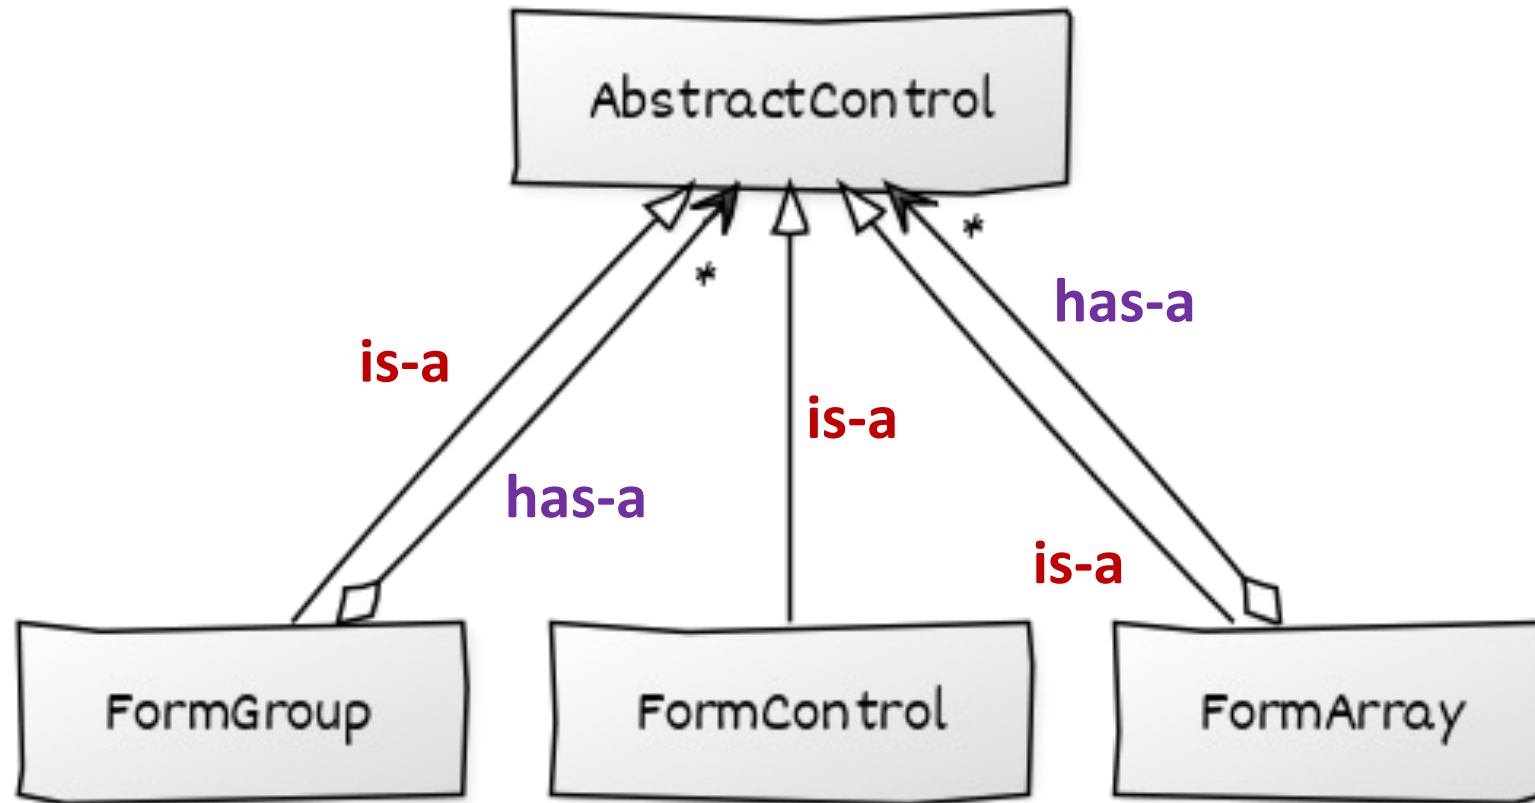 AbstractControl
*
*
has-a
is-a
is-a
has-a
is-a
FormGroup
FormControl
FormArray